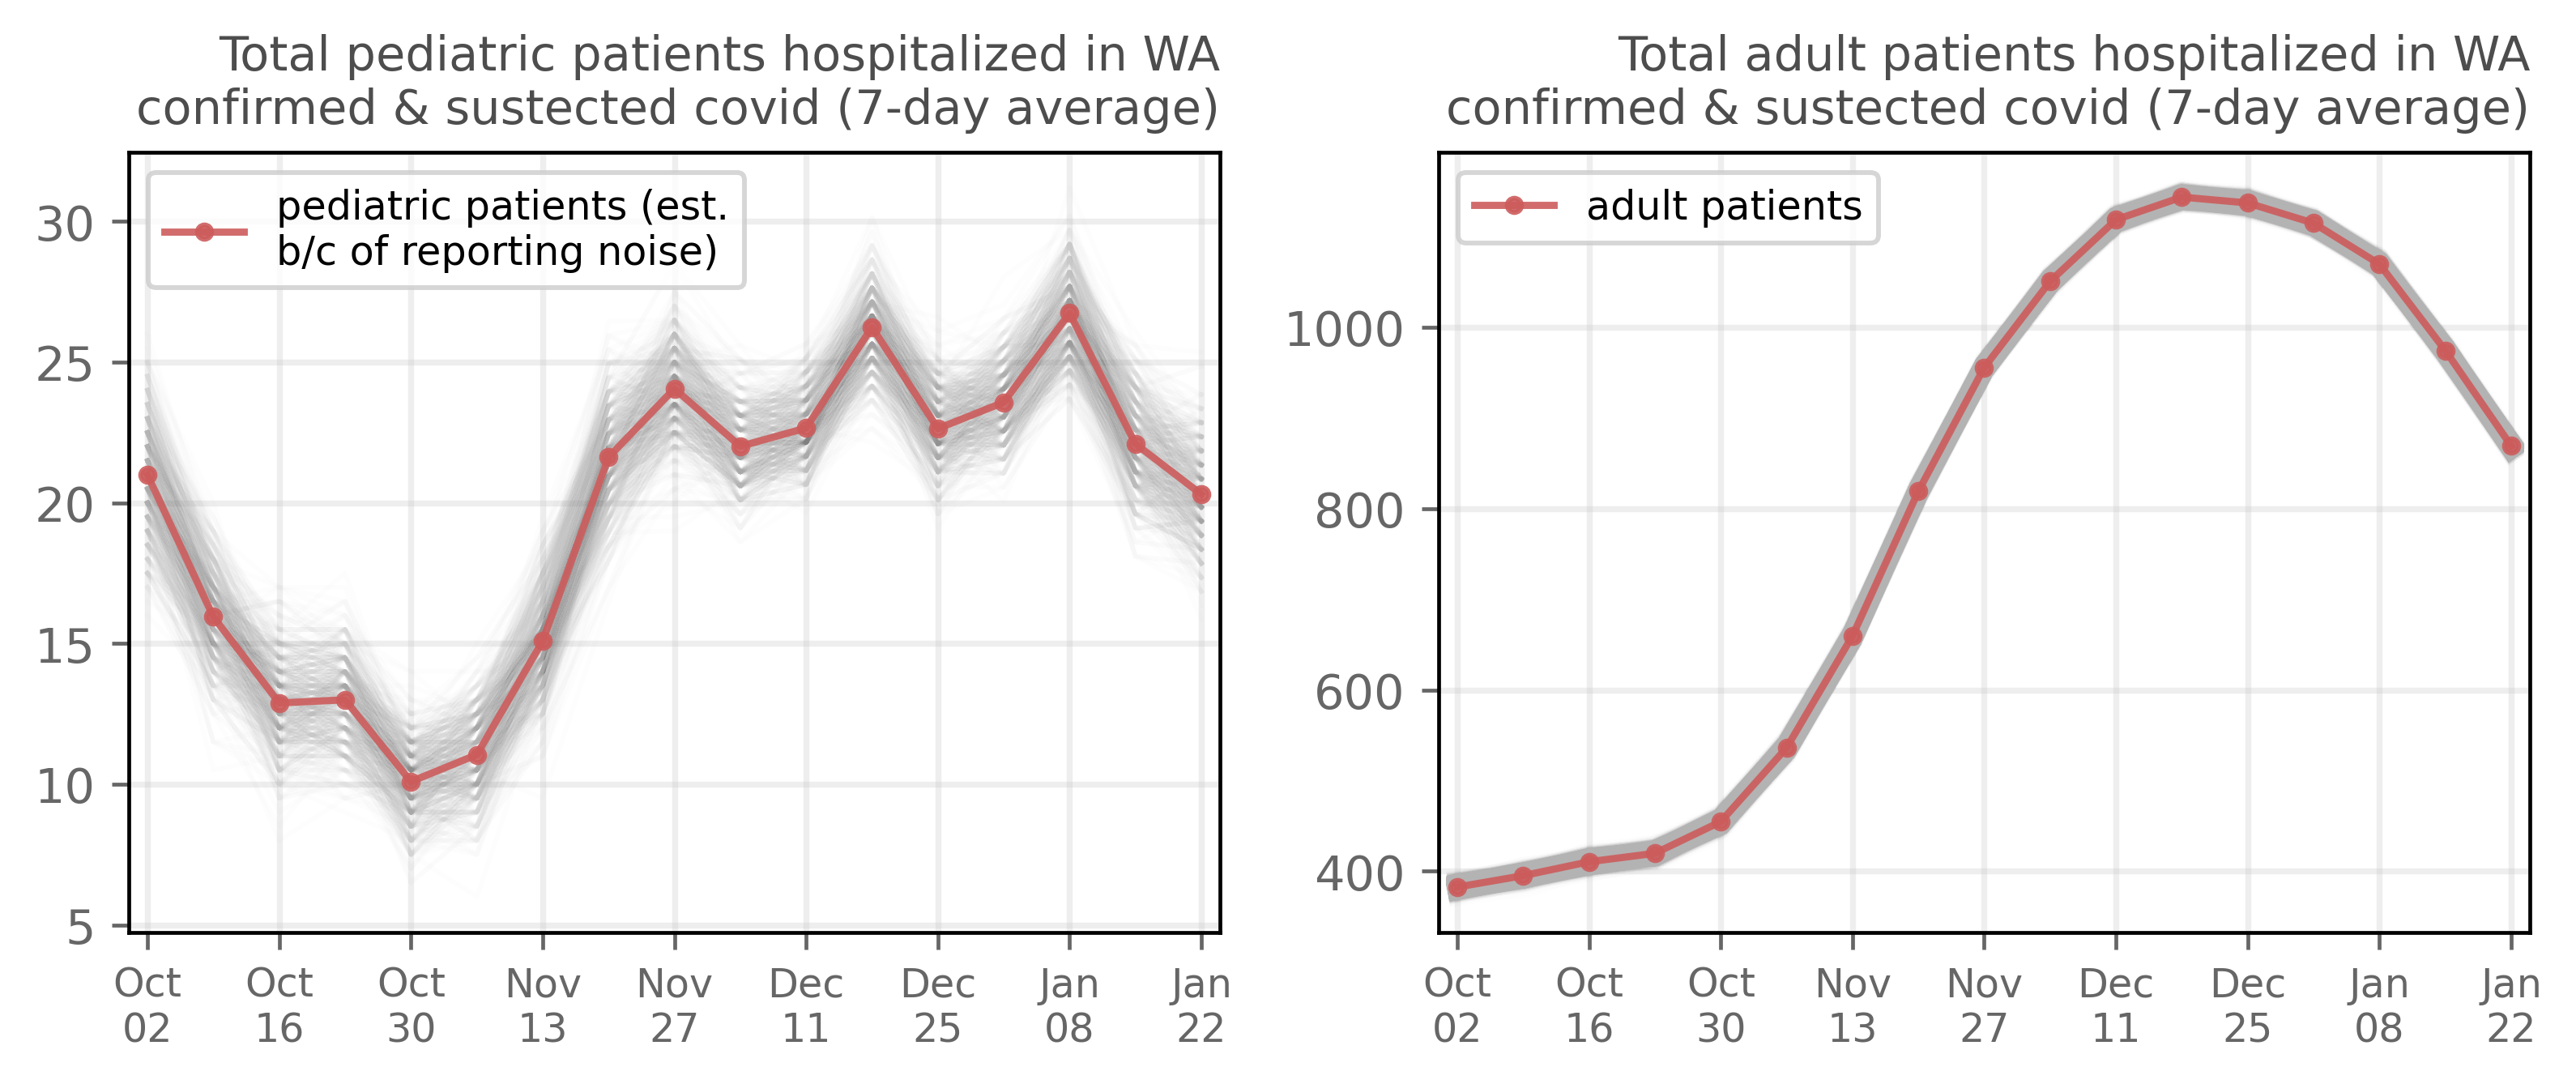 Total pediatric patients hospitalized in WA
confirmed & sustected covid (7-day average)
pediatric patients (est.
b/c of reporting noise)
30
25
20
15
10
5
Oct 02
Oct 16
Oct 30
Nov 13
Nov 27
Dec 11
Dec 25
Jan 08
Jan 22
Total adult patients hospitalized in WA
confirmed & sustected covid (7-day average)
adult patients
1000
800
600
400
Oct 02
Oct 16
Oct 30
Nov 13
Nov 27
Dec 11
Dec 25
Jan 08
Jan 22